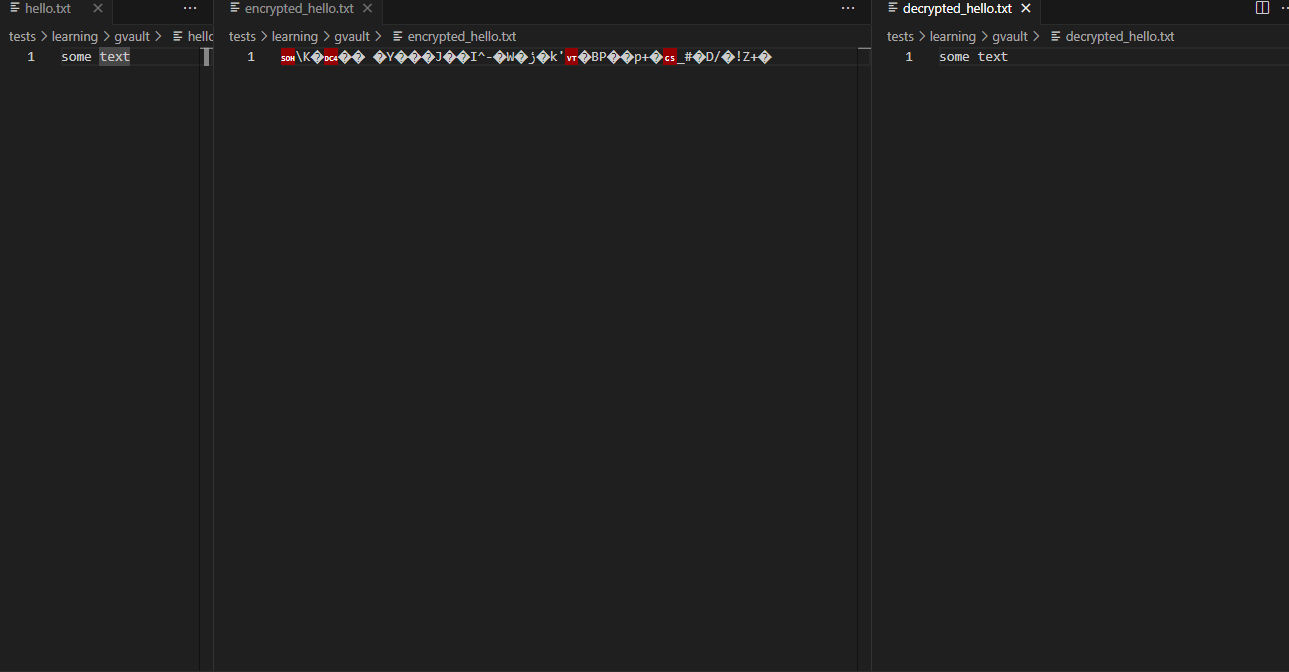 hello.txt
tests > learning > gvault > hello
1 some text
encrypted_hello.txt
tests > learning > gvault > encrypted_hello.txt
1 SOH\K�DC4�� �Y���J��I^-�W�j�k'VT�BP��p+�GS_#�D/�!Z+�
decrypted_hello.txt
tests > learning > gvault > decrypted_hello.txt
1 some text